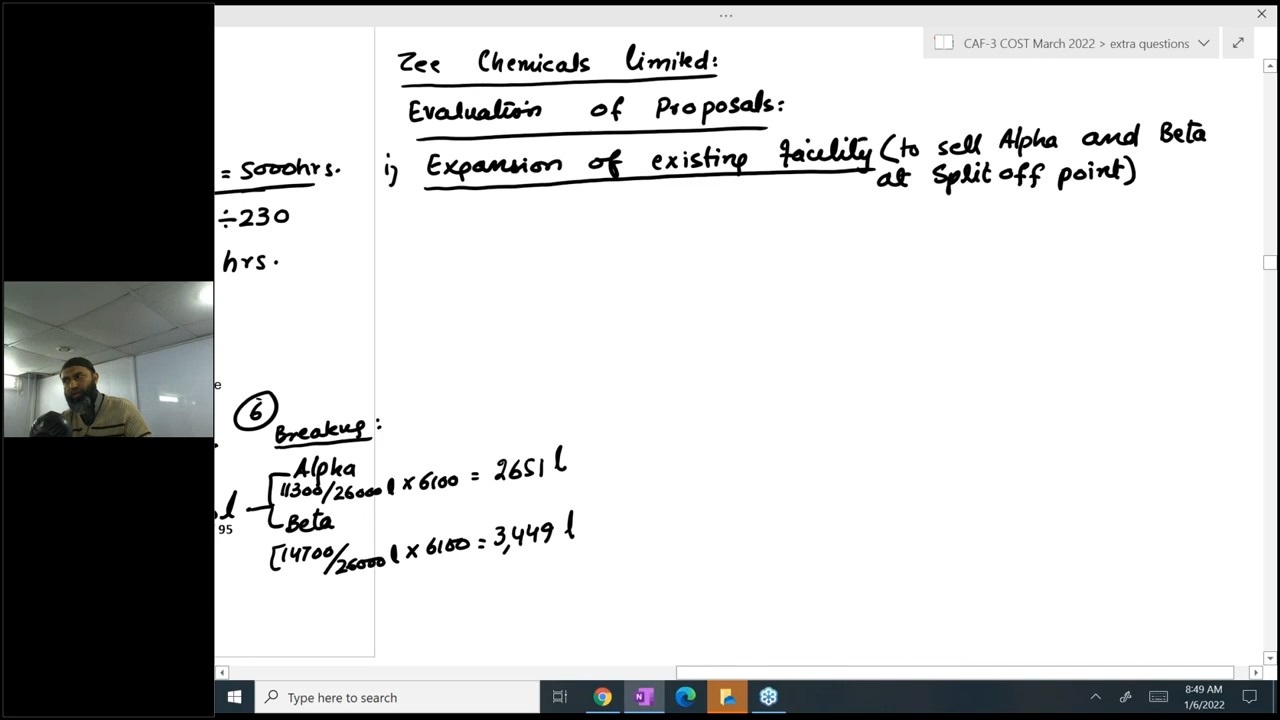 CAF-3 COST March 2022 > extra questions
Zee Chemicals Limited:
Evaluation of Proposals:
i) Expansion of existing facility (to sell Alpha and Beta
at Split off point)
= 5000hrs.
÷230
hrs.
e
6
Breakup:
Alpha
11300/26000 l × 6100 = 2651 l
l
95
Beta
[14700/26000 l × 6100 = 3,449 l
Type here to search
8:49 AM
1/6/2022